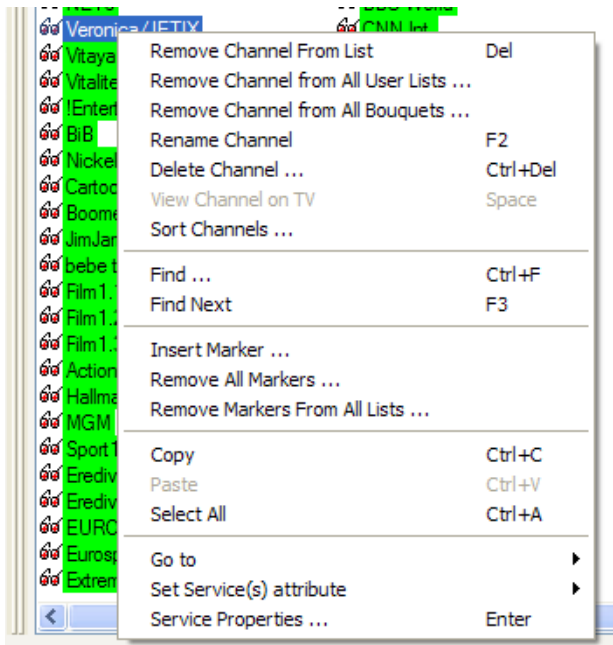 Veronica/JETIX
CNN Int.
Vitaya
Vitalite
!Entert
BiB
Nickel
Cartoo
Boome
JimJar
bebe t
Film1.
Film1.2
Film1.
Action
Hallma
MGM
Sport1
Erediv
Erediv
EURO
Eurosp
Extrem
Remove Channel From List Del
Remove Channel from All User Lists ...
Remove Channel from All Bouquets ...
Rename Channel F2
Delete Channel ... Ctrl+Del
View Channel on TV Space
Sort Channels ...
Find ... Ctrl+F
Find Next F3
Insert Marker ...
Remove All Markers ...
Remove Markers From All Lists ...
Copy Ctrl+C
Paste Ctrl+V
Select All Ctrl+A
Go to
Set Service(s) attribute
Service Properties ... Enter